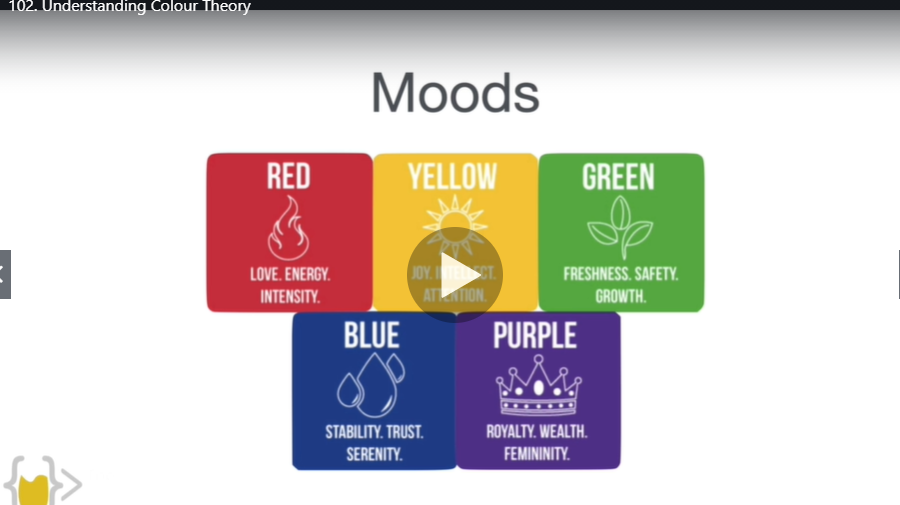 102. Understanding Colour Theory
Moods
RED
LOVE. ENERGY.
INTENSITY.
YELLOW
JOY. INTELLECT.
ATTENTION.
GREEN
FRESHNESS. SAFETY.
GROWTH.
BLUE
STABILITY. TRUST.
SERENITY.
PURPLE
ROYALTY. WEALTH.
FEMININITY.